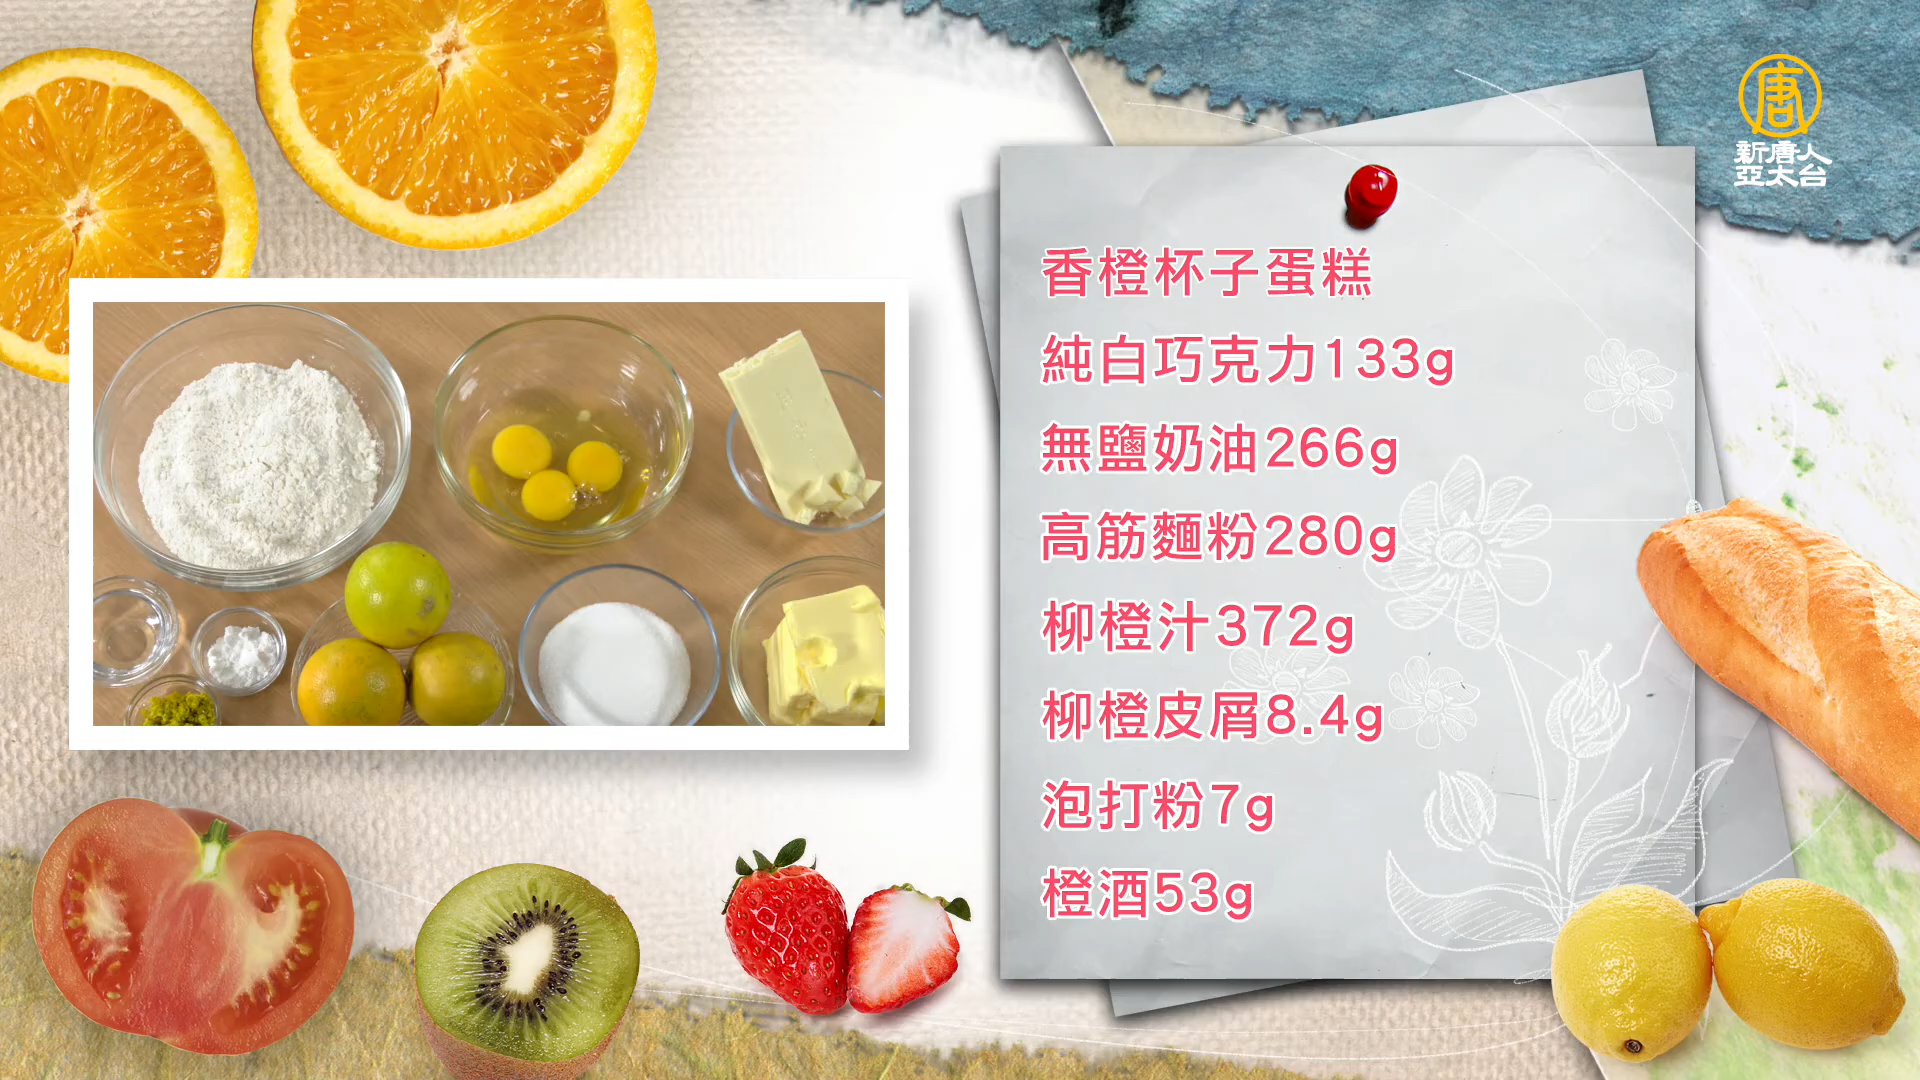 新唐人
亞太台
香橙杯子蛋糕
純白巧克力133g
無鹽奶油266g
高筋麵粉280g
柳橙汁372g
柳橙皮屑8.4g
泡打粉7g
橙酒53g